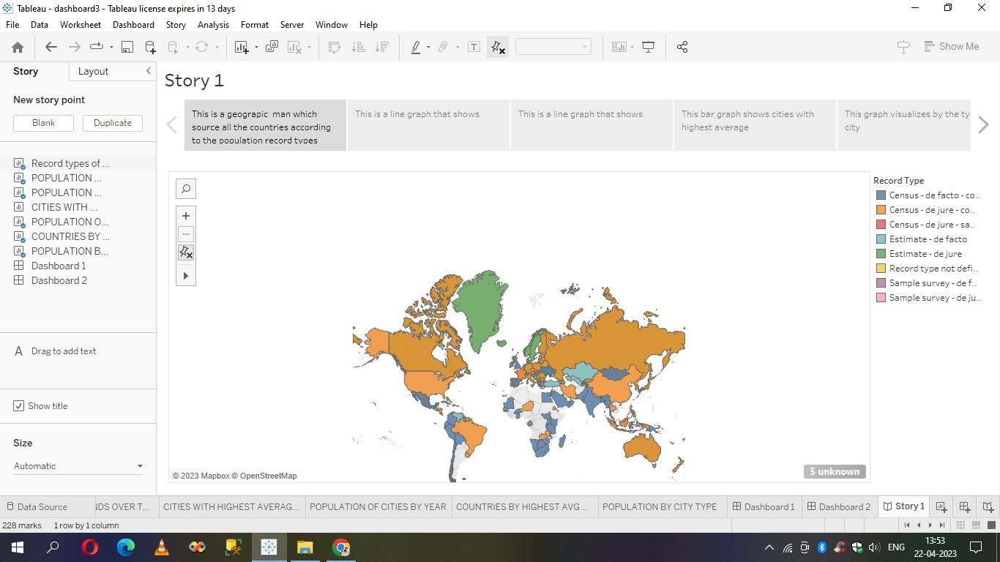 Tableau - dashboard3 - Tableau license expires in 13 days
File Data Worksheet Dashboard Story Analysis Format Server Window Help
Show Me
Story Layout
New story point
Blank Duplicate
Record types of ...
POPULATION ...
POPULATION ...
CITIES WITH ...
POPULATION O...
COUNTRIES BY ...
POPULATION B...
Dashboard 1
Dashboard 2
A Drag to add text
Show title
Size
Automatic
Story 1
This is a geograpic man which
source all the countries according
to the population record types
This is a line graph that shows
This is a line graph that shows
This bar graph shows cities with
highest average
This graph visualizes by the ty
city
Record Type
Census - de facto - co..
Census - de jure - co..
Census - de jure - sa..
Estimate - de facto
Estimate - de jure
Record type not defi..
Sample survey - de f..
Sample survey - de ju..
© 2023 Mapbox © OpenStreetMap
5 unknown
Data Source NDS OVER T... CITIES WITH HIGHEST AVERAG... POPULATION OF CITIES BY YEAR COUNTRIES BY HIGHEST AVG ... POPULATION BY CITY TYPE Dashboard 1 Dashboard 2 Story 1
228 marks 1 row by 1 column
ENG
13:53
22-04-2023